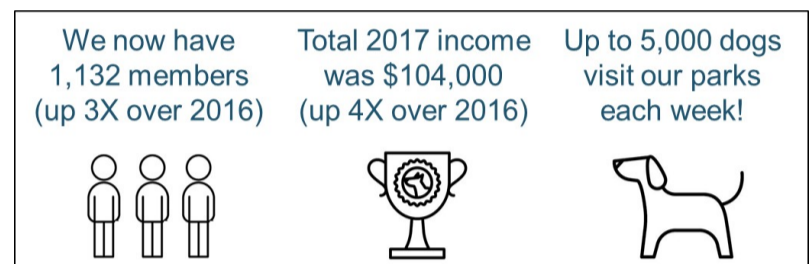 We now have
1,132 members
(up 3X over 2016)
Total 2017 income
was $104,000
(up 4X over 2016)
Up to 5,000 dogs
visit our parks
each week!